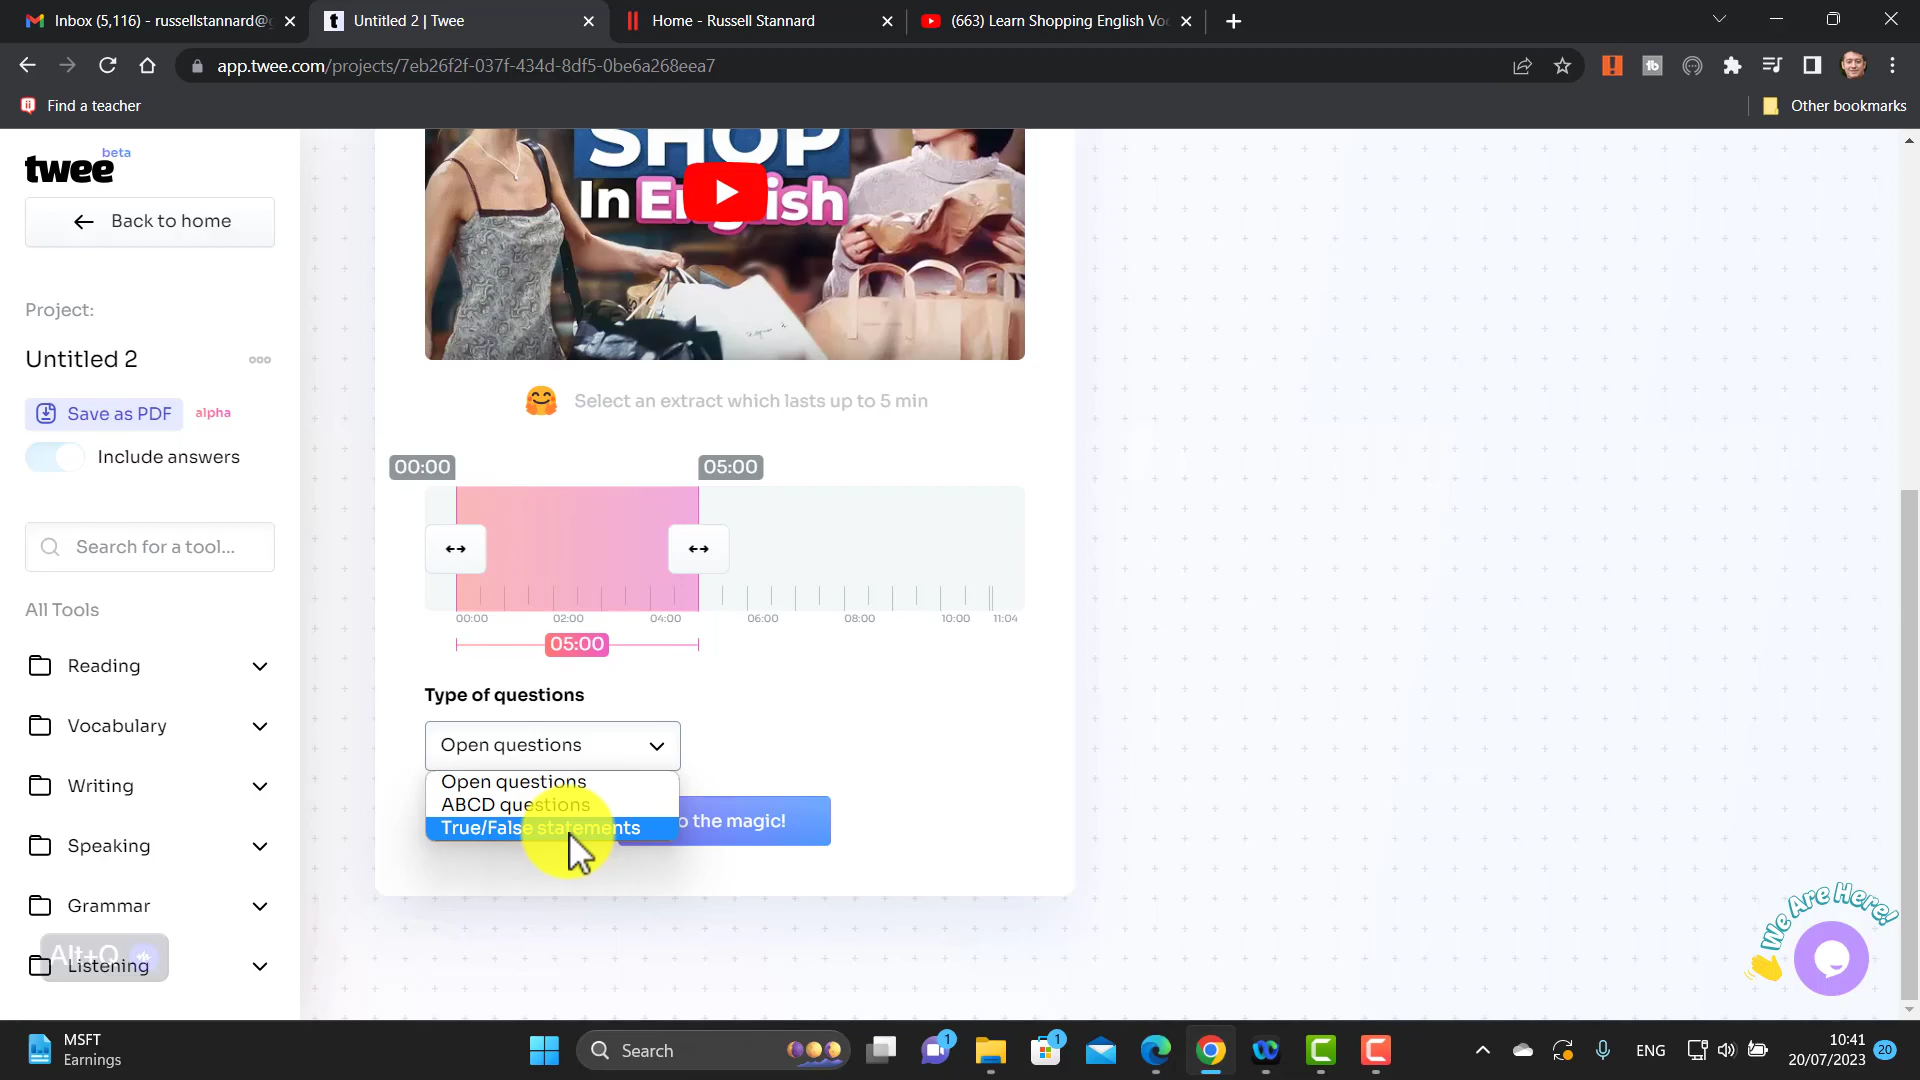 Inbox (5,116) - russellstannard@g
Untitled 2 | Twee
Home - Russell Stannard
(663) Learn Shopping English Voc
app.twee.com/projects/7eb26f2f-037f-434d-8df5-0be6a268eea7
Find a teacher
Other bookmarks
twee beta
Back to home
Project:
Untitled 2
Save as PDF alpha
Include answers
Search for a tool...
All Tools
Reading
Vocabulary
Writing
Speaking
Grammar
Alt+Q
Listening
SHOP
In English
Select an extract which lasts up to 5 min
00:00 05:00
00:00 02:00 04:00 06:00 08:00 10:00 11:04
05:00
Type of questions
Open questions
Open questions
ABCD questions
True/False statements
o the magic!
We Are Here!
MSFT
Earnings
Search
1
1
ENG
10:41
20/07/2023
20